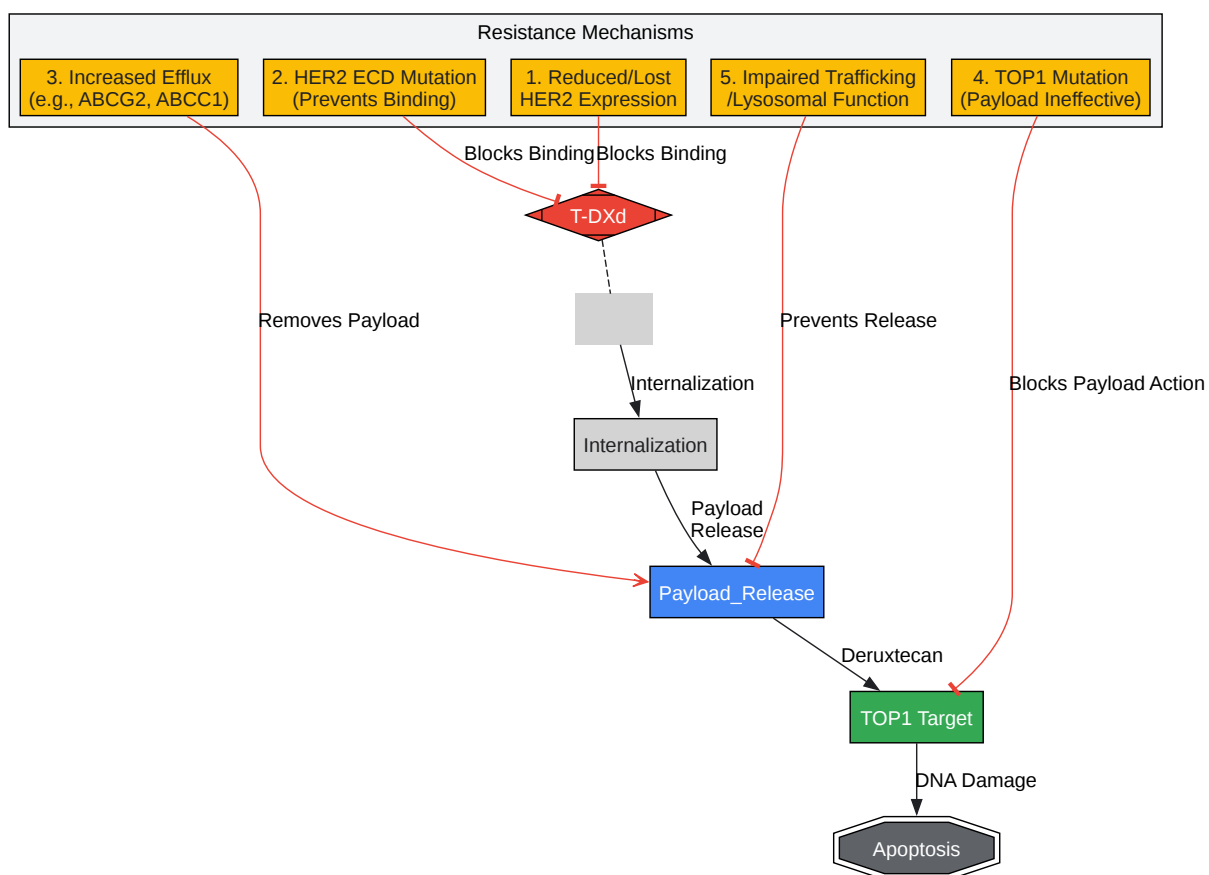 Resistance Mechanisms
3. Increased Efflux
(e.g., ABCG2, ABCC1)
2. HER2 ECD Mutation
(Prevents Binding)
1. Reduced/Lost
HER2 Expression
5. Impaired Trafficking
/Lysosomal Function
4. TOP1 Mutation
(Payload Ineffective)
Blocks Binding
Blocks Binding
T-DXd
Removes Payload
Prevents Release
Internalization
Blocks Payload Action
Internalization
Payload
Release
Payload_Release
Deruxtecan
TOP1 Target
DNA Damage
Apoptosis